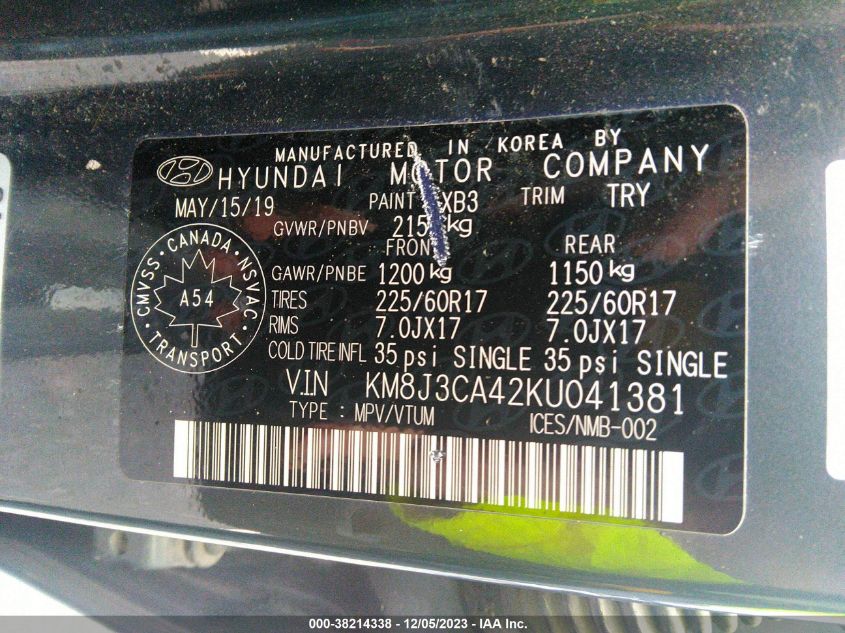 MANUFACTURED IN KOREA BY
HYUNDAI MOTOR COMPANY
MAY/15/19 PAINT XB3 TRIM TRY
GVWR/PNBV kg
FRONT REAR
GAWR/PNBE 1200 kg 1150 kg
TIRES 225/60R17 225/60R17
RIMS 7.0JX17 7.0JX17
COLD TIRE INFL 35 psi SINGLE 35 psi SINGLE
V.I.N KM8J3CA42KU041381
TYPE : MPV/VTUM ICES/NMB-002
CMVSS · CANADA · NSVAC
A54
· TRANSPORT ·
000-38214338 - 12/05/2023 - IAA Inc.